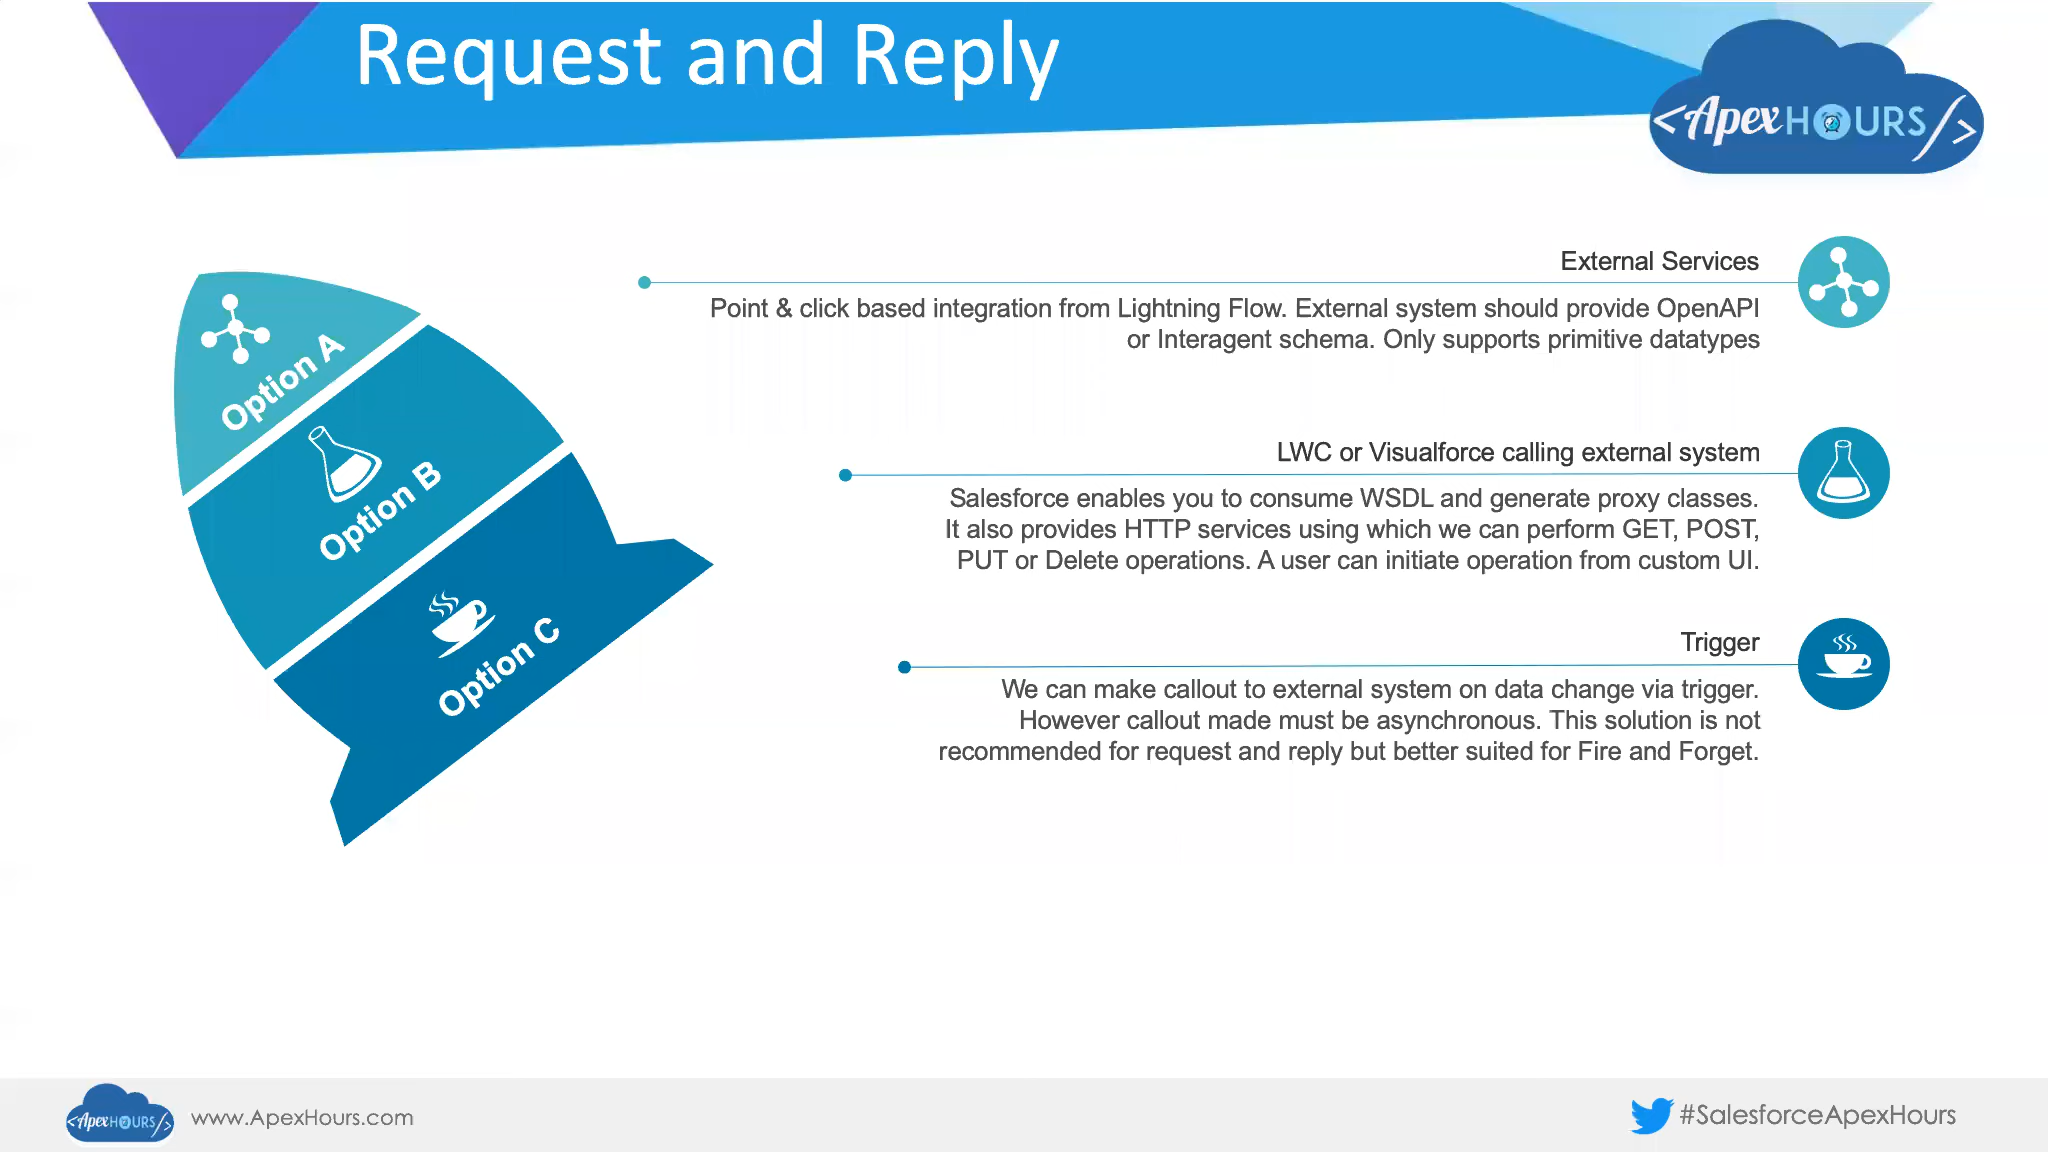 Request and Reply
<ApexHOURS/>
Option A
Option B
Option C
External Services
Point & click based integration from Lightning Flow. External system should provide OpenAPI
or Interagent schema. Only supports primitive datatypes
LWC or Visualforce calling external system
Salesforce enables you to consume WSDL and generate proxy classes.
It also provides HTTP services using which we can perform GET, POST,
PUT or Delete operations. A user can initiate operation from custom UI.
Trigger
We can make callout to external system on data change via trigger.
However callout made must be asynchronous. This solution is not
recommended for request and reply but better suited for Fire and Forget.
<ApexHOURS/>
www.ApexHours.com
#SalesforceApexHours